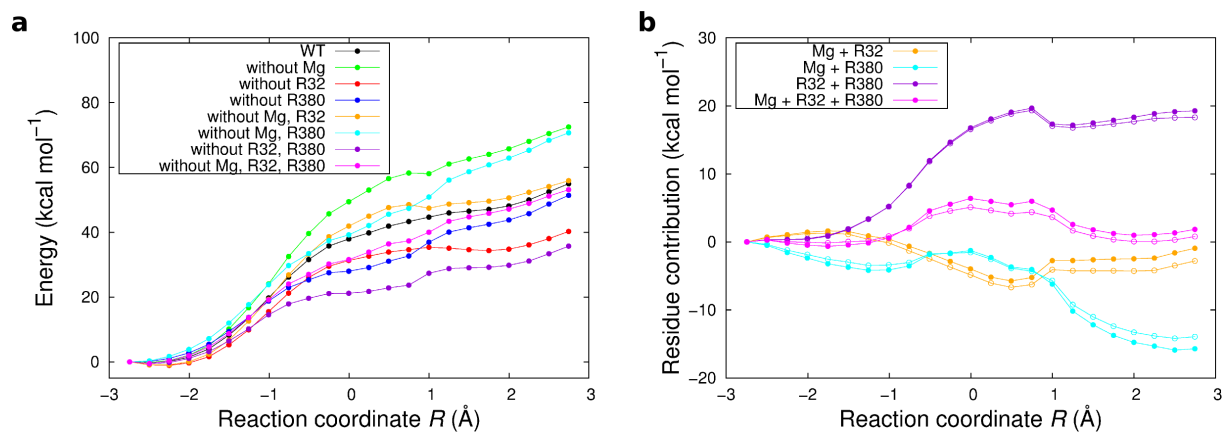 a
Energy (kcal mol⁻¹)
100
80
60
40
20
0
WT
without Mg
without R32
without R380
without Mg, R32
without Mg, R380
without R32, R380
without Mg, R32, R380
−3 −2 −1 0 1 2 3
Reaction coordinate R (Å)
b
Residue contribution (kcal mol⁻¹)
30
20
10
0
−10
−20
Mg + R32
Mg + R380
R32 + R380
Mg + R32 + R380
−3 −2 −1 0 1 2 3
Reaction coordinate R (Å)